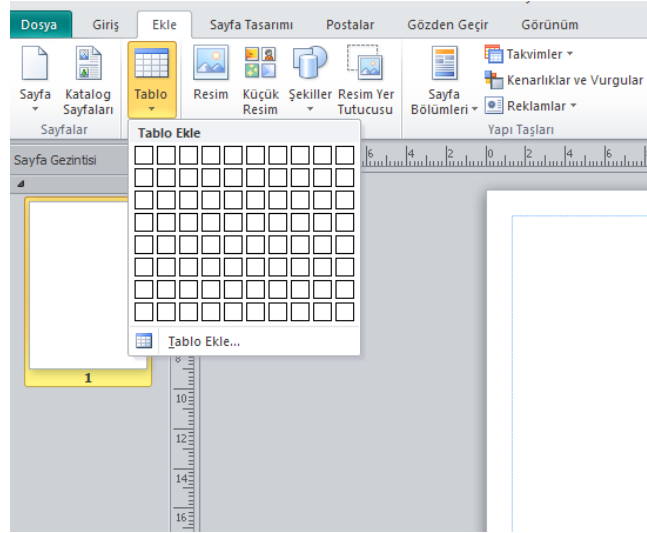 Dosya Giriş Ekle Sayfa Tasarımı Postalar Gözden Geçir Görünüm
Sayfa Katalog Sayfaları Tablo Resim Küçük Resim Şekiller Resim Yer Tutucusu Sayfa Bölümleri
Takvimler
Kenarlıklar ve Vurgular
Reklamlar
Sayfalar Yapı Taşları
Tablo Ekle
Sayfa Gezintisi
6 4 2 0 2 4 6
Tablo Ekle...
1
8
10
12
14
16